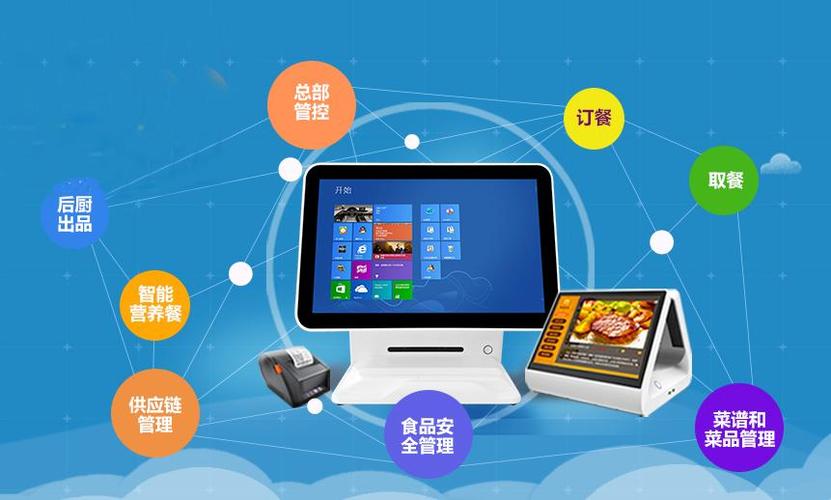 总部
管控
订餐
取餐
后厨
出品
开始
智能
营养餐
供应链
管理
食品安
全管理
菜谱和
菜品管理